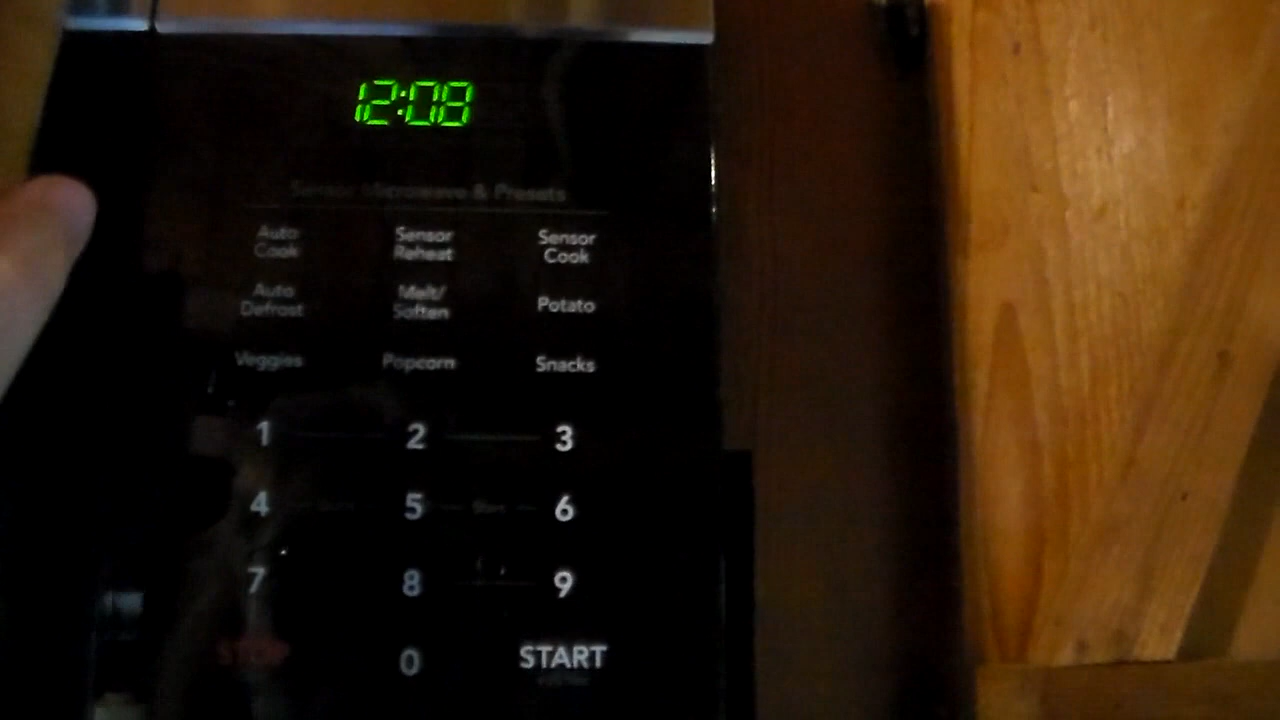 12:08
Sensor Microwave & Presets
Auto Cook
Sensor Reheat
Sensor Cook
Auto Defrost
Melt/ Soften
Potato
Veggies
Popcorn
Snacks
1 2 3
4 5 6
7 8 9
STOP 0 START